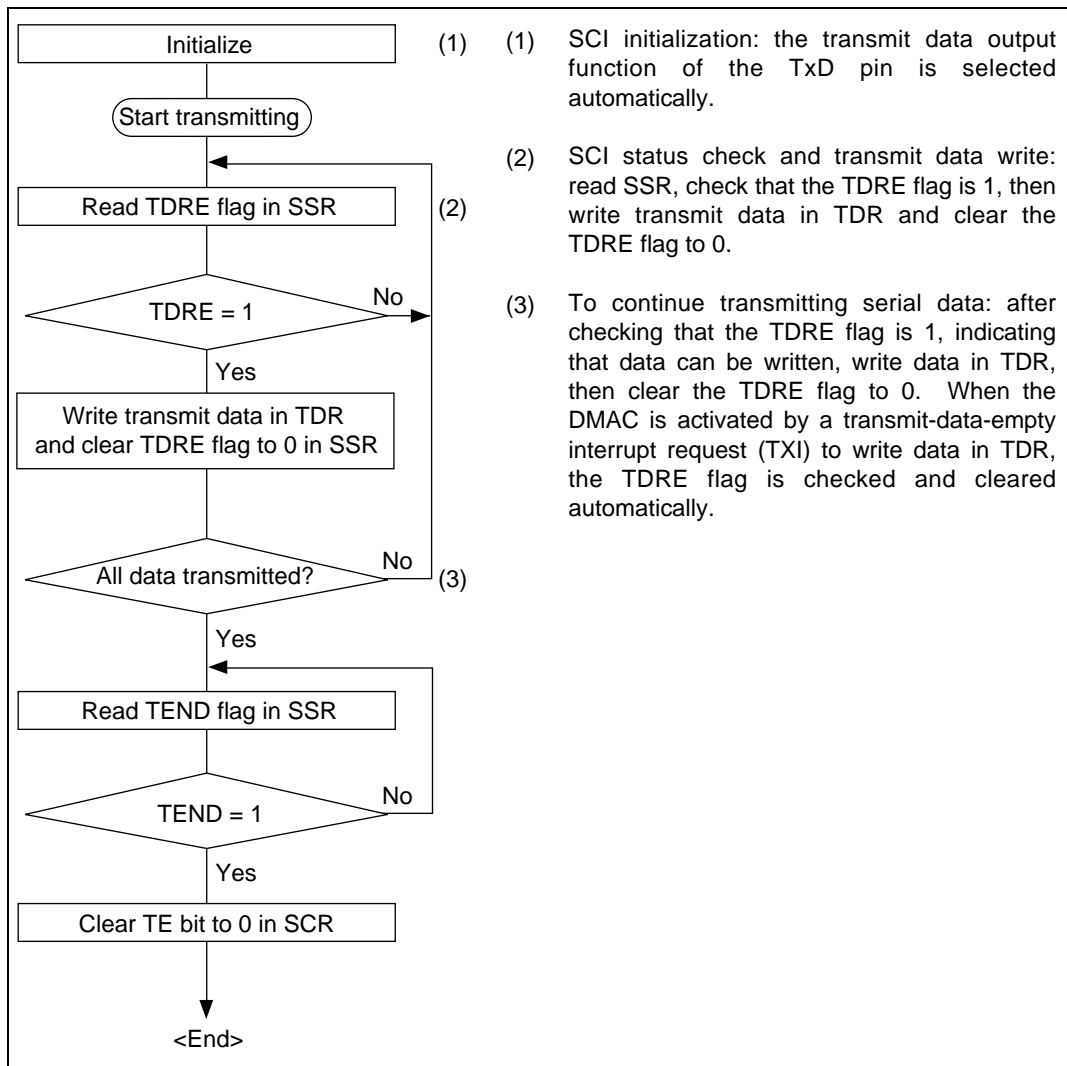 Initialize
(1)
Start transmitting
Read TDRE flag in SSR
(2)
TDRE = 1
No
Yes
Write transmit data in TDR
and clear TDRE flag to 0 in SSR
All data transmitted?
No
(3)
Yes
Read TEND flag in SSR
TEND = 1
No
Yes
Clear TE bit to 0 in SCR
<End>
(1) SCI initialization: the transmit data output
function of the TxD pin is selected
automatically.
(2) SCI status check and transmit data write:
read SSR, check that the TDRE flag is 1, then
write transmit data in TDR and clear the
TDRE flag to 0.
(3) To continue transmitting serial data: after
checking that the TDRE flag is 1, indicating
that data can be written, write data in TDR,
then clear the TDRE flag to 0. When the
DMAC is activated by a transmit-data-empty
interrupt request (TXI) to write data in TDR,
the TDRE flag is checked and cleared
automatically.